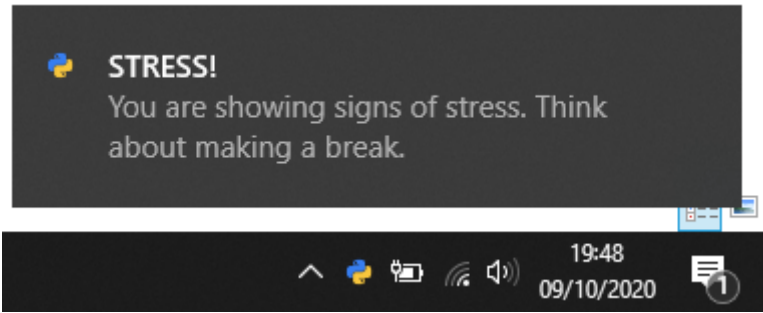 STRESS!
You are showing signs of stress. Think
about making a break.
19:48
09/10/2020
1